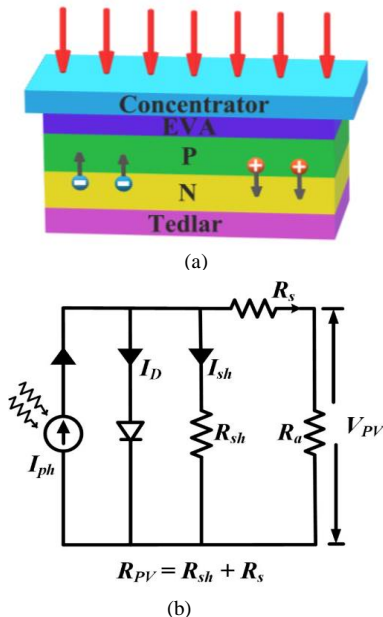 Concentrator
EVA
P
N
Tedlar
(a)
R_s
I_D
I_sh
I_ph
R_sh
R_a
V_PV
R_PV = R_sh + R_s
(b)